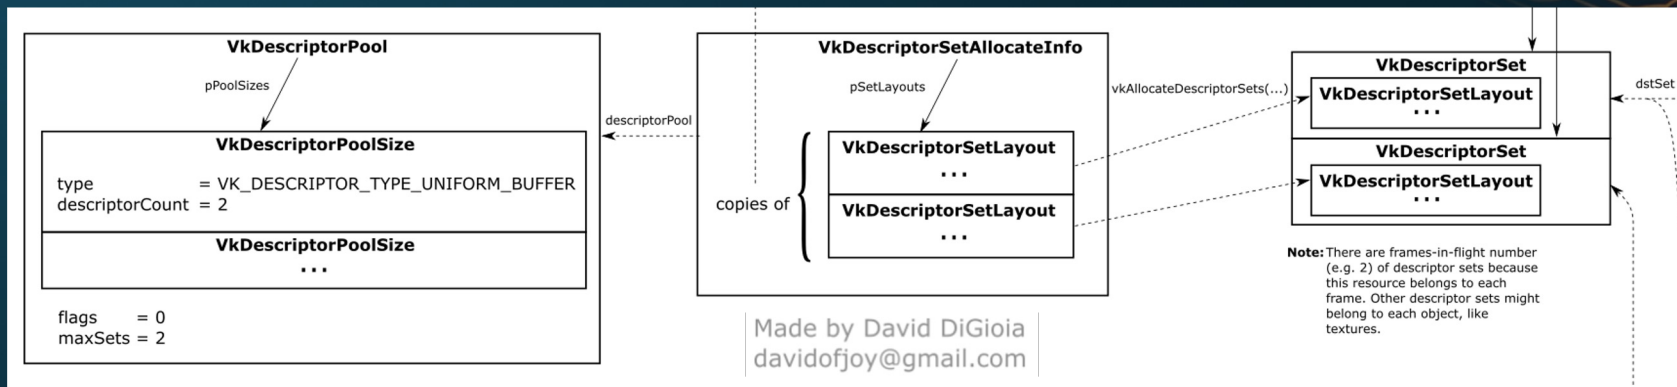 VkDescriptorPool
pPoolSizes
VkDescriptorPoolSize
type = VK_DESCRIPTOR_TYPE_UNIFORM_BUFFER
descriptorCount = 2
VkDescriptorPoolSize
...
flags = 0
maxSets = 2
descriptorPool
VkDescriptorSetAllocateInfo
pSetLayouts
copies of
VkDescriptorSetLayout
...
VkDescriptorSetLayout
...
vkAllocateDescriptorSets(...)
VkDescriptorSet
VkDescriptorSetLayout
...
VkDescriptorSet
VkDescriptorSetLayout
...
dstSet
Note: There are frames-in-flight number
(e.g. 2) of descriptor sets because
this resource belongs to each
frame. Other descriptor sets might
belong to each object, like
textures.
Made by David DiGioia
davidofjoy@gmail.com